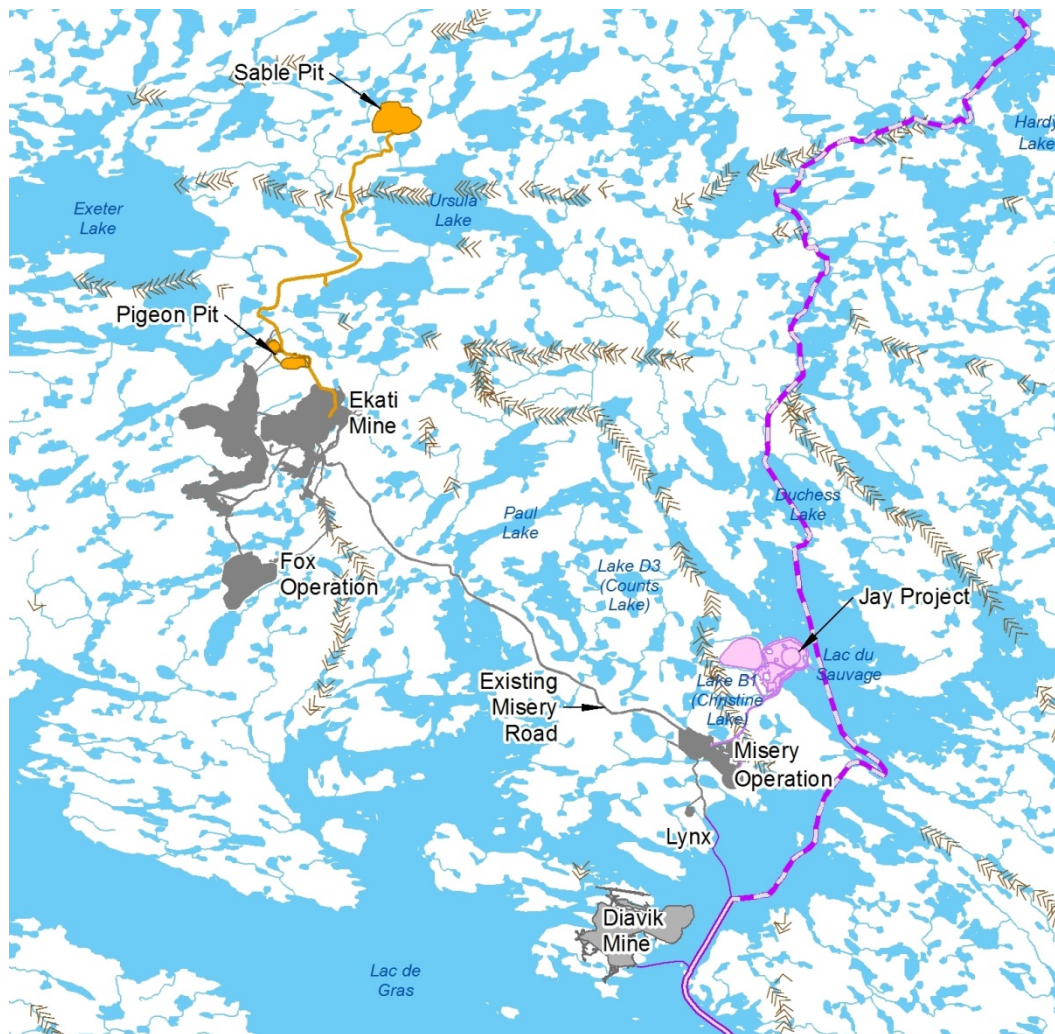 Sable Pit
Hardy
Lake
Exeter
Lake
Ursula
Lake
Pigeon Pit
Ekati
Mine
Paul
Lake
Duchess
Lake
Fox
Operation
Lake D3
(Counts
Lake)
Jay Project
Lac du
Sauvage
Lake B1
(Christine
Lake)
Existing
Misery
Road
Misery
Operation
Lynx
Diavik
Mine
Lac de
Gras